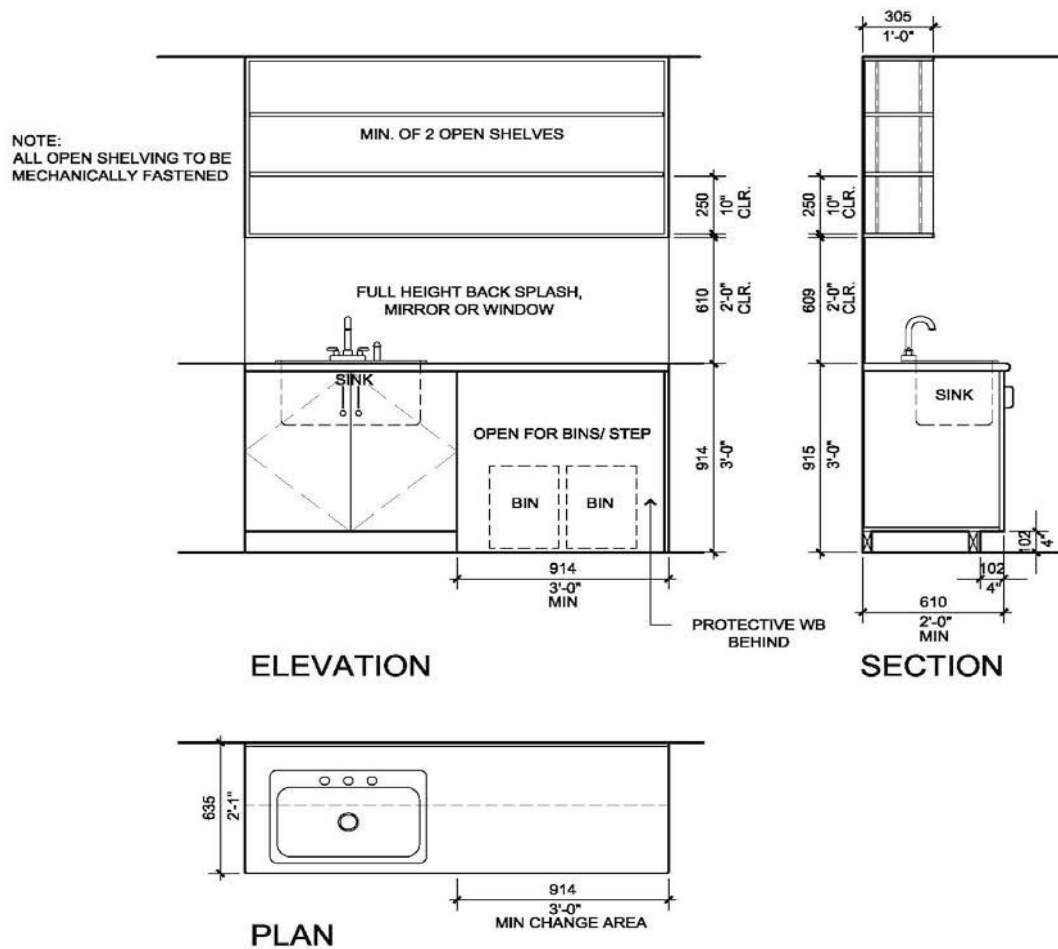 305
1'-0"
NOTE:
ALL OPEN SHELVING TO BE
MECHANICALLY FASTENED
MIN. OF 2 OPEN SHELVES
250
10"
CLR.
250
10"
CLR.
FULL HEIGHT BACK SPLASH,
MIRROR OR WINDOW
610
2'-0"
CLR.
609
2'-0"
CLR.
SINK
SINK
OPEN FOR BINS/ STEP
BIN
BIN
914
3'-0"
915
3'-0"
102
4"
102
4"
914
3'-0"
MIN
610
2'-0"
MIN
PROTECTIVE WB
BEHIND
ELEVATION
SECTION
635
2'-1"
914
3'-0"
MIN CHANGE AREA
PLAN